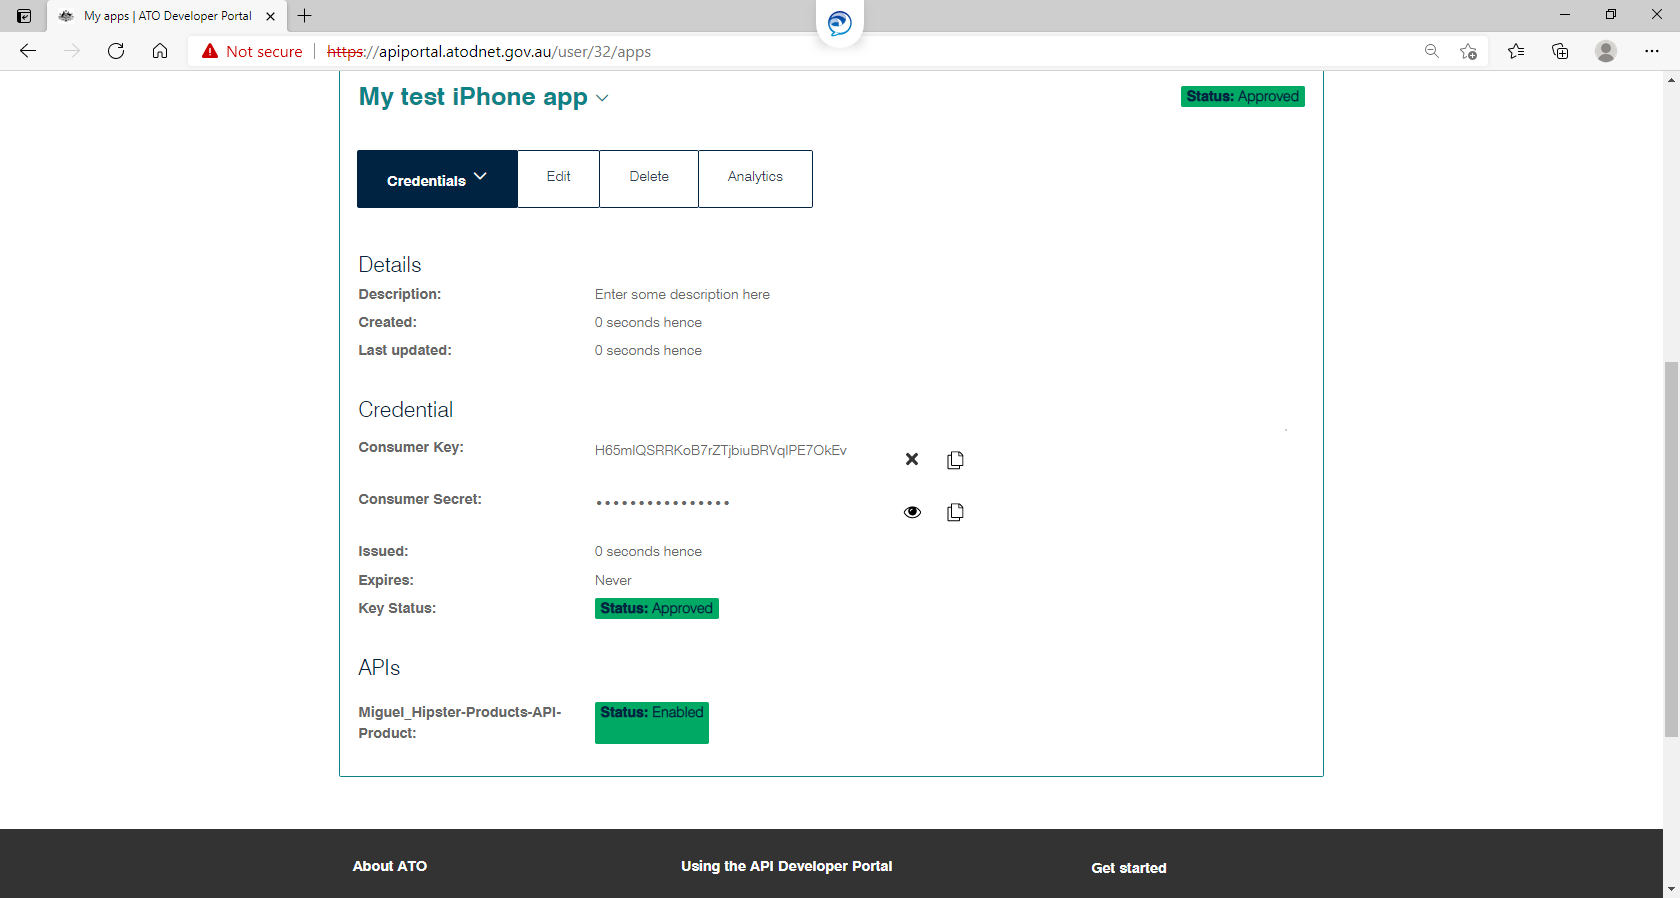 My apps | ATO Developer Portal
Not secure https://apiportal.atodnet.gov.au/user/32/apps
My test iPhone app
Status: Approved
Credentials Edit Delete Analytics
Details
Description: Enter some description here
Created: 0 seconds hence
Last updated: 0 seconds hence
Credential
Consumer Key: H65mIQSRRKoB7rZTjbiuBRVqIPE7OkEv
Consumer Secret: ••••••••••••••••
Issued: 0 seconds hence
Expires: Never
Key Status: Status: Approved
APIs
Miguel_Hipster-Products-API- Status: Enabled
Product:
About ATO Using the API Developer Portal Get started